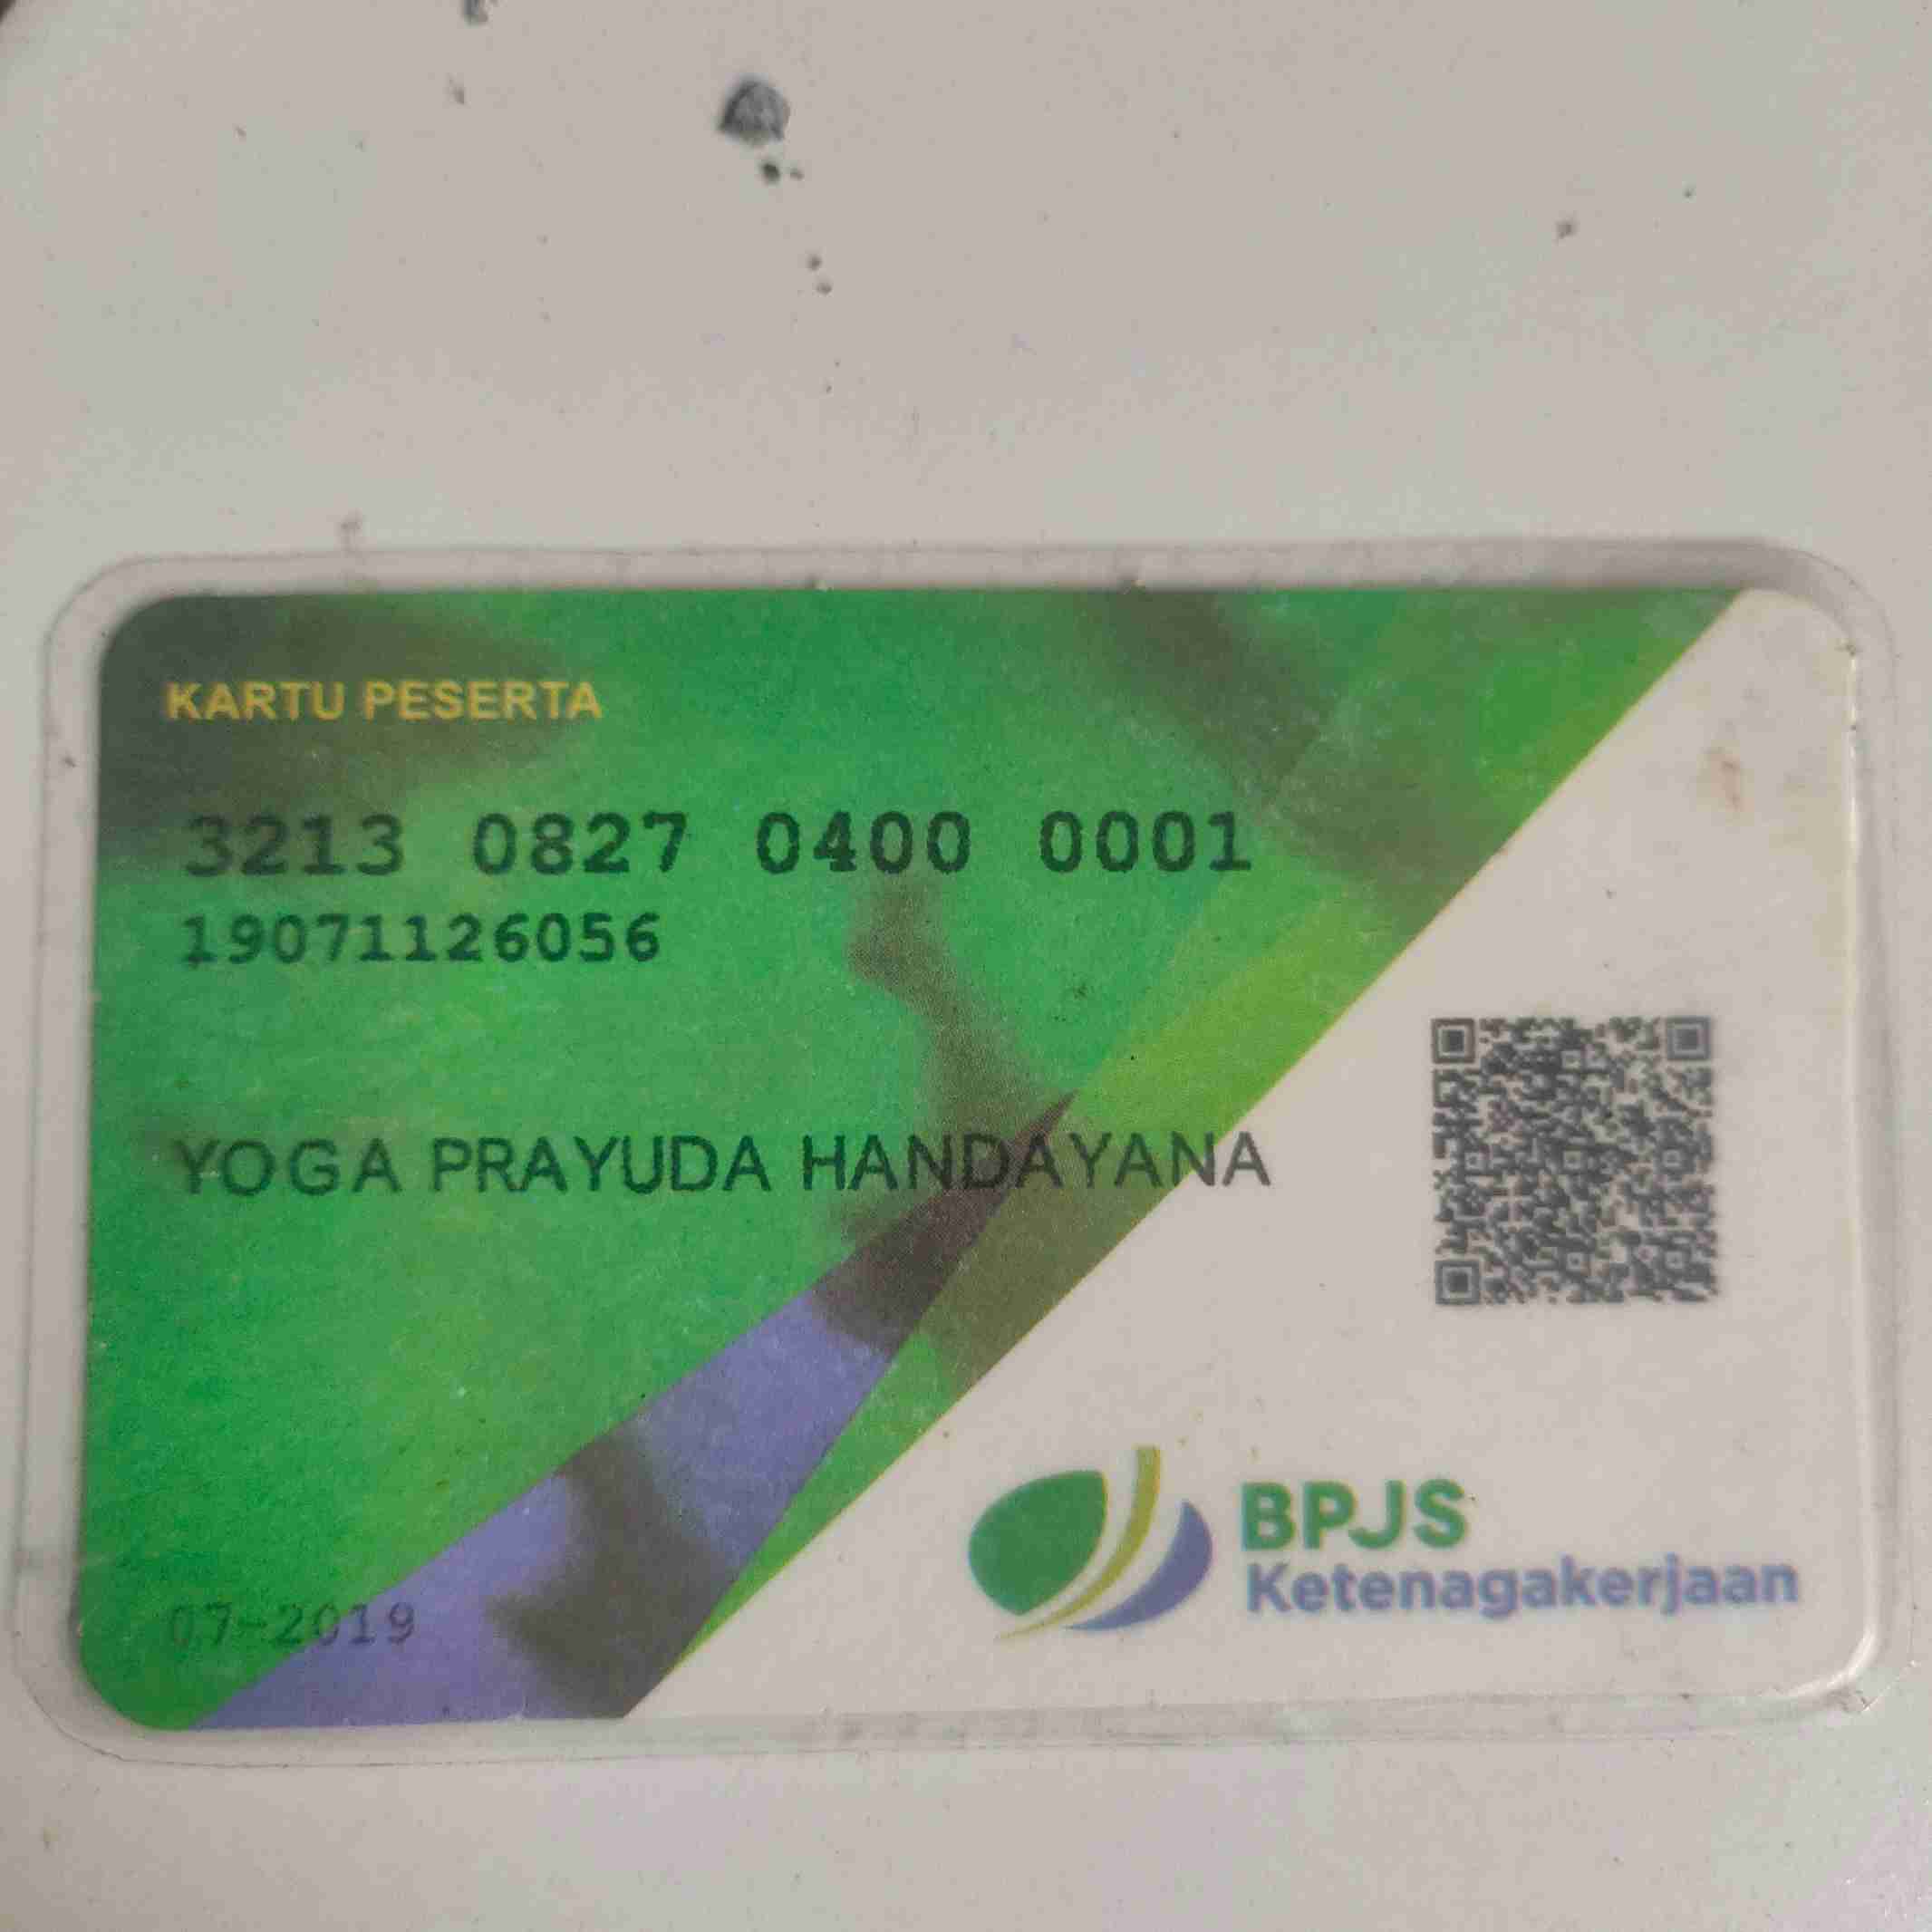 KARTU PESERTA
3213 0827 0400 0001
19071126056
YOGA PRAYUDA HANDAYANA
07-2019
BPJS
Ketenagakerjaan